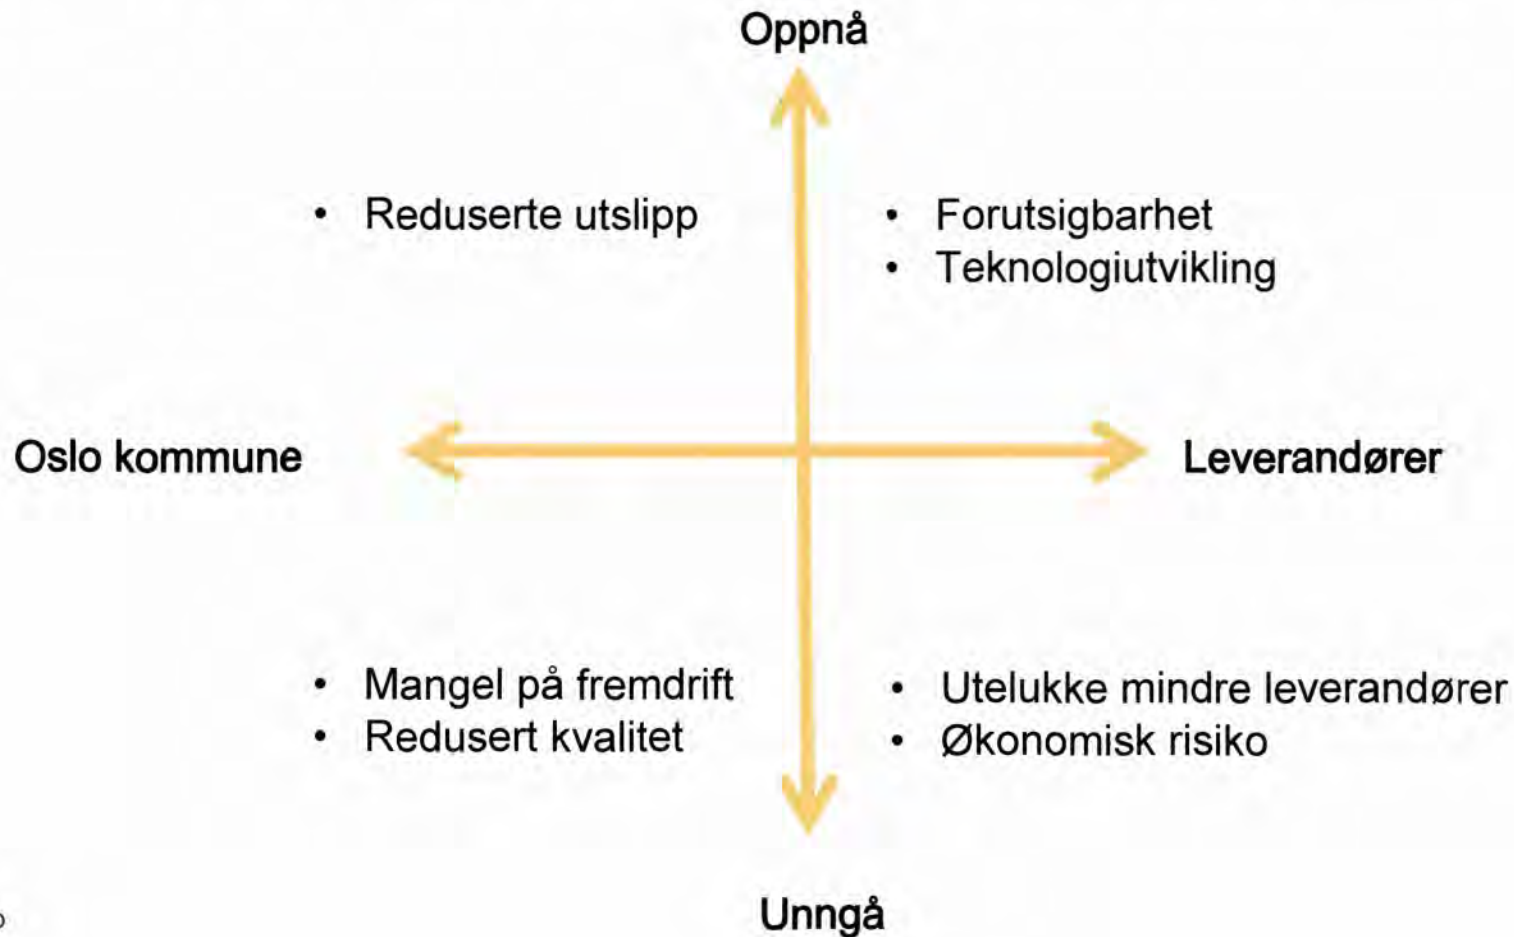 Oppnå
• Reduserte utslipp
• Forutsigbarhet
• Teknologiutvikling
Oslo kommune
Leverandører
• Mangel på fremdrift
• Redusert kvalitet
• Utelukke mindre leverandører
• Økonomisk risiko
Unngå